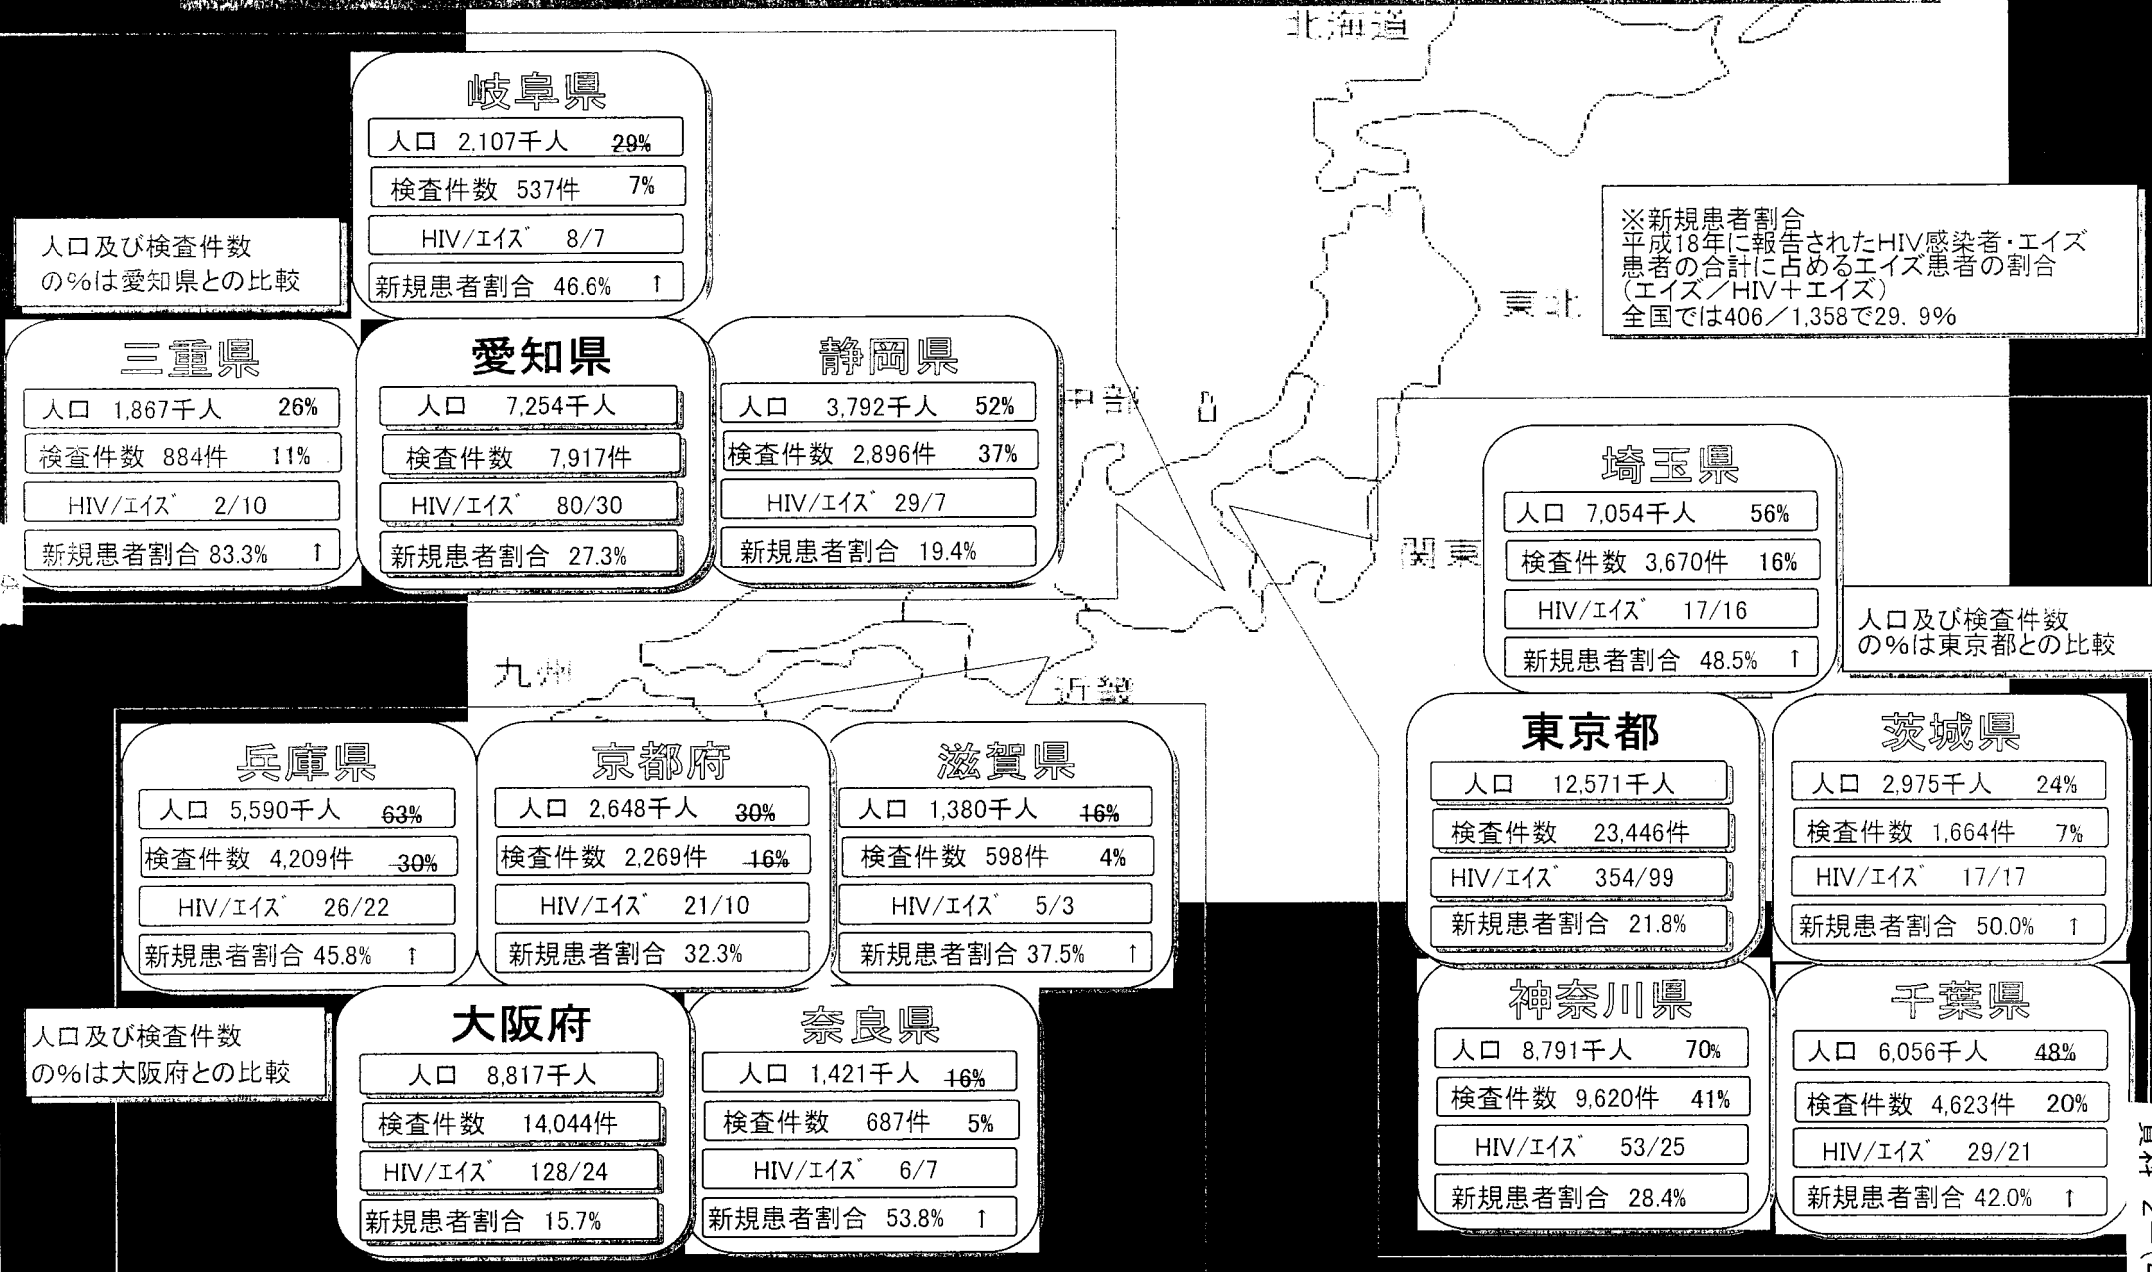 北海道
岐阜県
人口 2,107千人 29%
検査件数 537件 7%
HIV/エイズ 8/7
新規患者割合 46.6% ↑
人口及び検査件数
の%は愛知県との比較
※新規患者割合
平成18年に報告されたHIV感染者・エイズ
患者の合計に占めるエイズ患者の割合
(エイズ/HIV+エイズ)
全国では406/1,358で29.9%
東北
三重県
人口 1,867千人 26%
検査件数 884件 11%
HIV/エイズ 2/10
新規患者割合 83.3% ↑
愛知県
人口 7,254千人
検査件数 7,917件
HIV/エイズ 80/30
新規患者割合 27.3%
静岡県
人口 3,792千人 52%
検査件数 2,896件 37%
HIV/エイズ 29/7
新規患者割合 19.4%
中部
関東
埼玉県
人口 7,054千人 56%
検査件数 3,670件 16%
HIV/エイズ 17/16
新規患者割合 48.5% ↑
人口及び検査件数
の%は東京都との比較
九州
近畿
兵庫県
人口 5,590千人 63%
検査件数 4,209件 30%
HIV/エイズ 26/22
新規患者割合 45.8% ↑
京都府
人口 2,648千人 30%
検査件数 2,269件 16%
HIV/エイズ 21/10
新規患者割合 32.3%
滋賀県
人口 1,380千人 16%
検査件数 598件 4%
HIV/エイズ 5/3
新規患者割合 37.5% ↑
東京都
人口 12,571千人
検査件数 23,446件
HIV/エイズ 354/99
新規患者割合 21.8%
茨城県
人口 2,975千人 24%
検査件数 1,664件 7%
HIV/エイズ 17/17
新規患者割合 50.0% ↑
人口及び検査件数
の%は大阪府との比較
大阪府
人口 8,817千人
検査件数 14,044件
HIV/エイズ 128/24
新規患者割合 15.7%
奈良県
人口 1,421千人 16%
検査件数 687件 5%
HIV/エイズ 6/7
新規患者割合 53.8% ↑
神奈川県
人口 8,791千人 70%
検査件数 9,620件 41%
HIV/エイズ 53/25
新規患者割合 28.4%
千葉県
人口 6,056千人 48%
検査件数 4,623件 20%
HIV/エイズ 29/21
新規患者割合 42.0% ↑